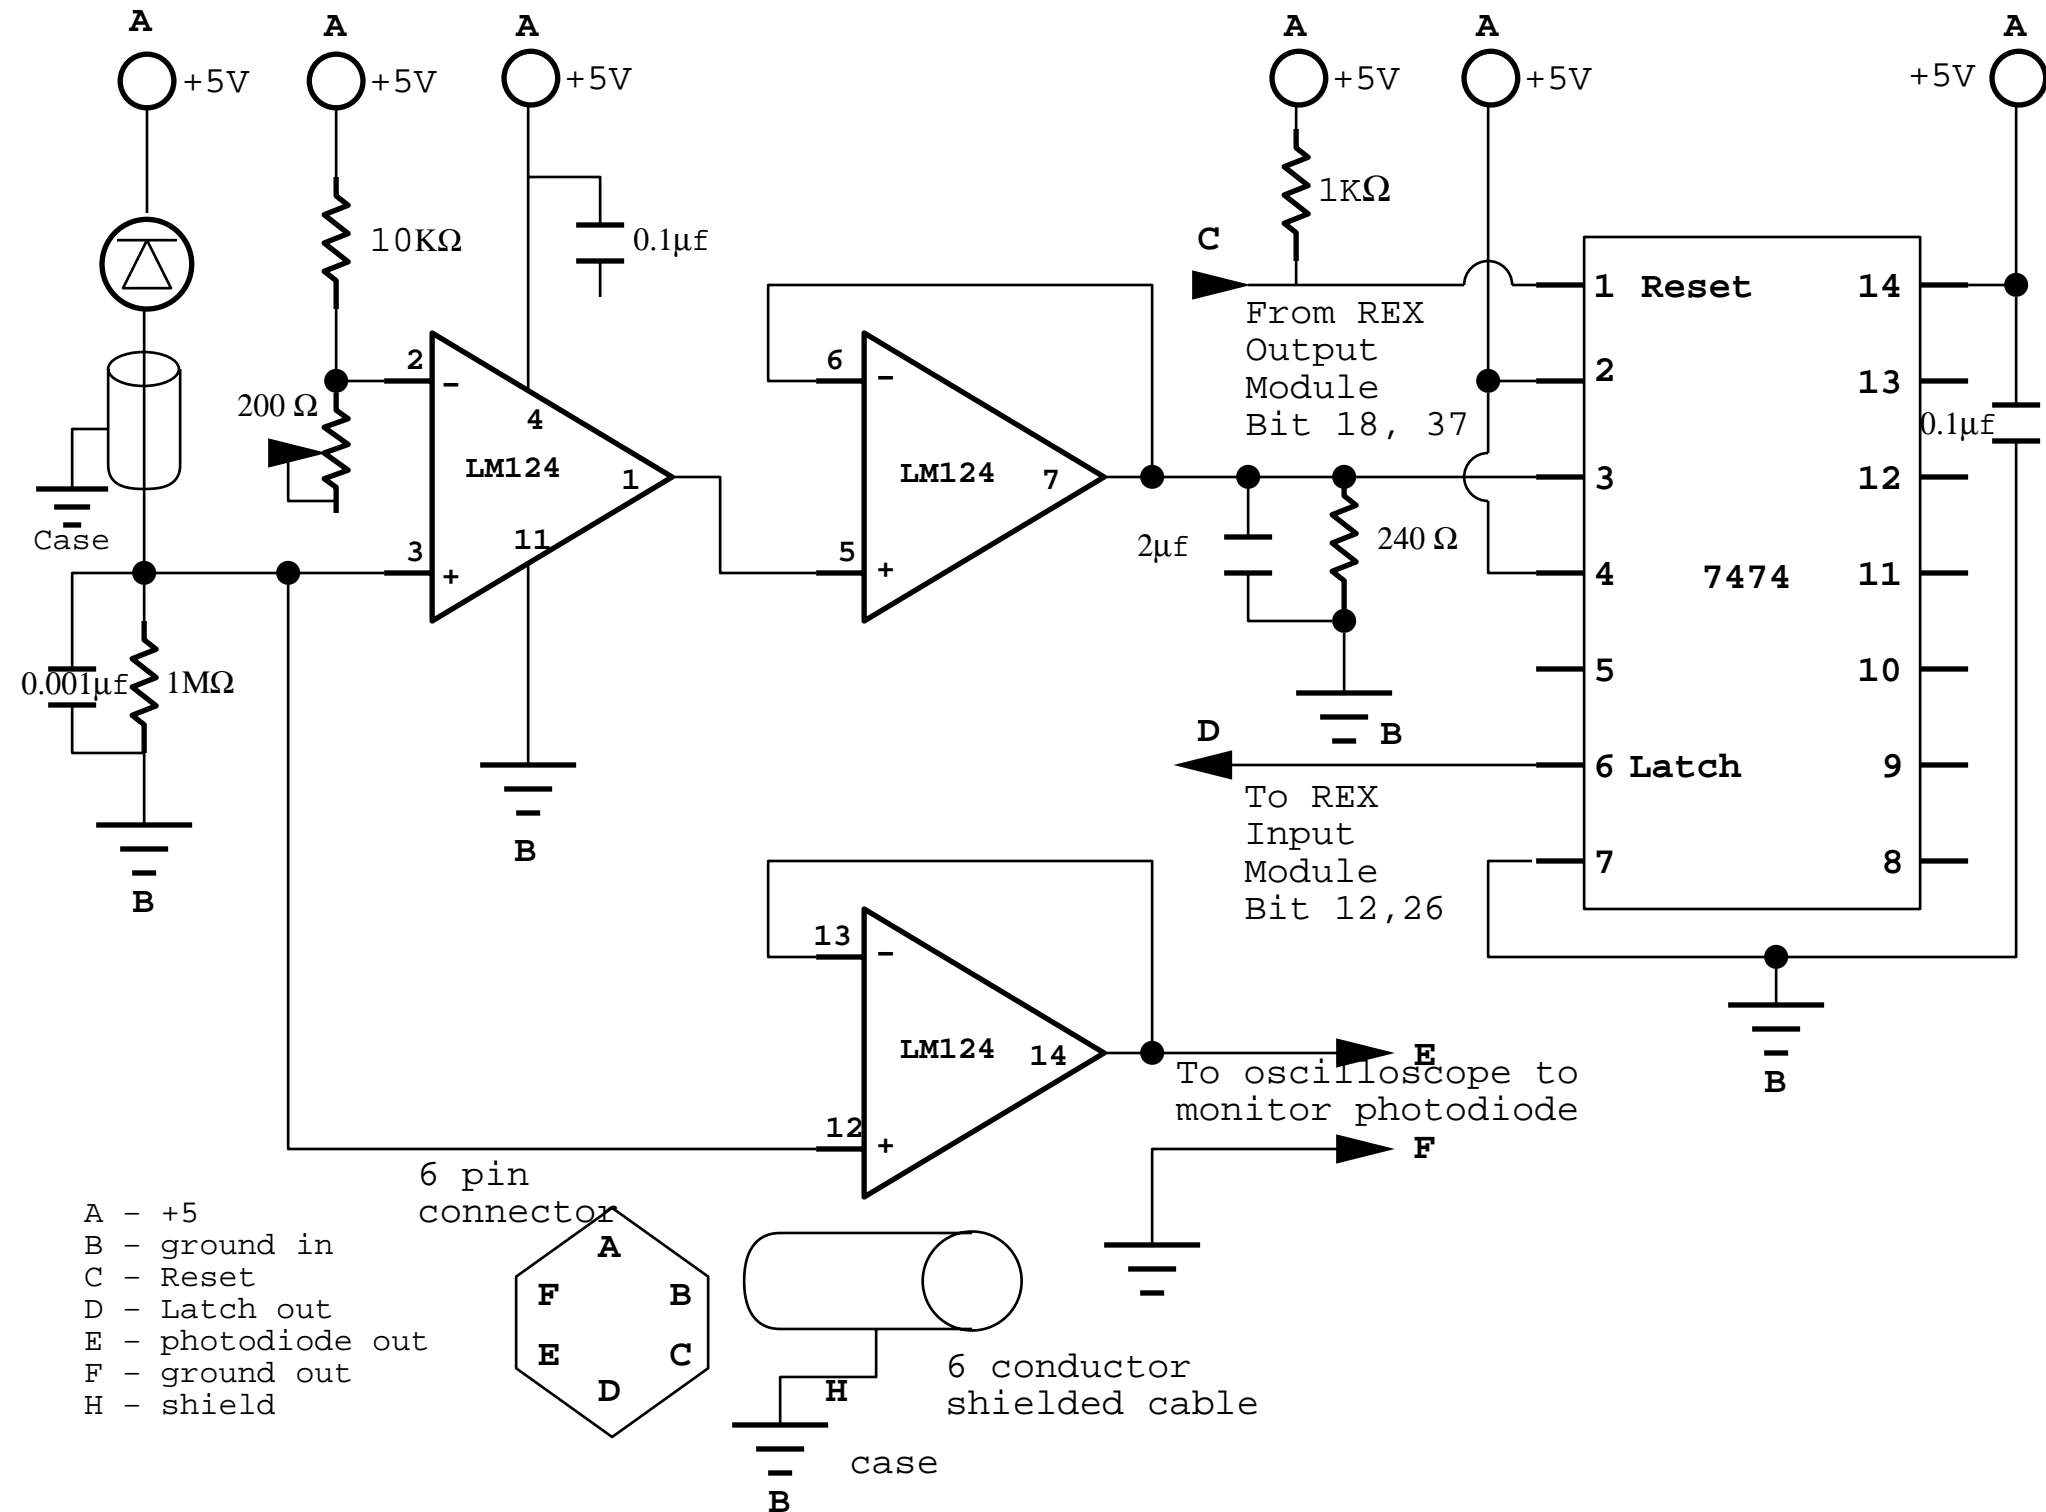 A
A
A
A
A
A
+5V
+5V
+5V
+5V
+5V
+5V
10KΩ
0.1µf
1KΩ
C
From REX
Output
Module
Bit 18, 37
200 Ω
Case
2
–
4
LM124
1
11
3
+
6
–
LM124
7
5
+
2µf
240 Ω
B
0.001µf
1MΩ
B
B
1 Reset
2
3
4
7474
5
6 Latch
7
14
13
12
11
10
9
8
0.1µf
D
To REX
Input
Module
Bit 12,26
B
13
–
LM124
14
12
+
E
To oscilloscope to
monitor photodiode
F
6 pin
connector
A
F
B
E
C
D
A – +5
B – ground in
C – Reset
D – Latch out
E – photodiode out
F – ground out
H – shield
H
6 conductor
shielded cable
case
B